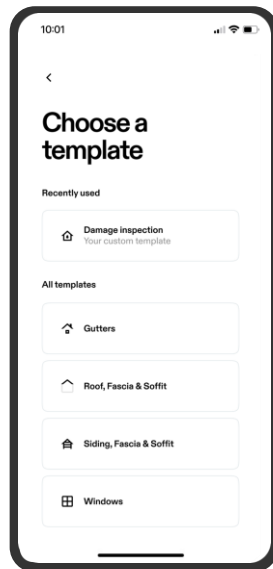 10:01
Choose a
template
Recently used
Damage inspection
Your custom template
All templates
Gutters
Roof, Fascia & Soffit
Siding, Fascia & Soffit
Windows